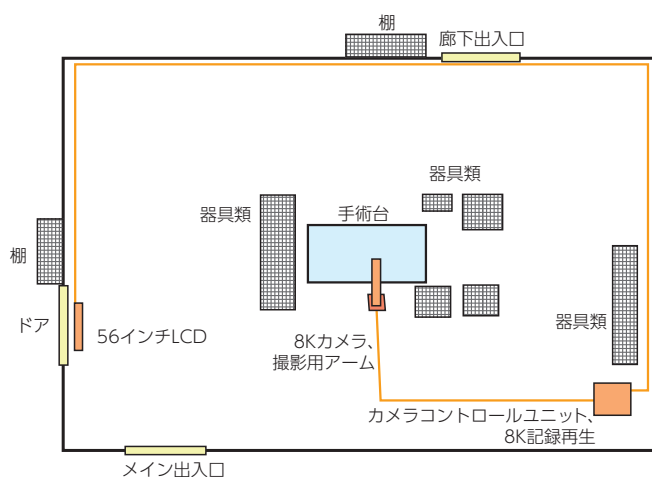 棚
廊下出入口
器具類
器具類
手術台
棚
ドア
56インチLCD
8Kカメラ、
撮影用アーム
器具類
カメラコントロールユニット、
8K記録再生
メイン出入口